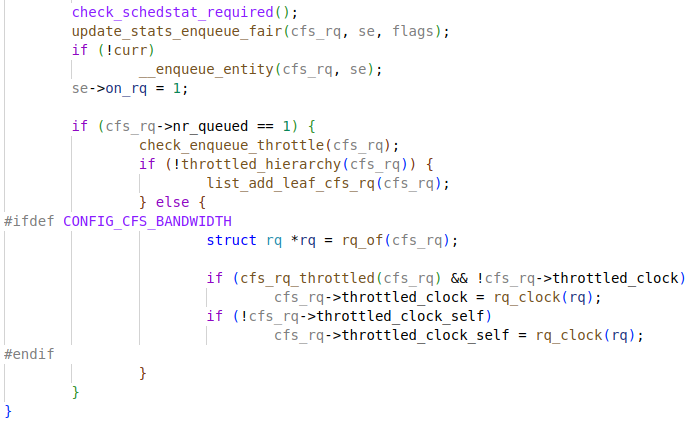 check_schedstat_required();
update_stats_enqueue_fair(cfs_rq, se, flags);
if (!curr)
__enqueue_entity(cfs_rq, se);
se->on_rq = 1;
if (cfs_rq->nr_queued == 1) {
check_enqueue_throttle(cfs_rq);
if (!throttled_hierarchy(cfs_rq)) {
list_add_leaf_cfs_rq(cfs_rq);
} else {
#ifdef CONFIG_CFS_BANDWIDTH
struct rq *rq = rq_of(cfs_rq);
if (cfs_rq_throttled(cfs_rq) && !cfs_rq->throttled_clock)
cfs_rq->throttled_clock = rq_clock(rq);
if (!cfs_rq->throttled_clock_self)
cfs_rq->throttled_clock_self = rq_clock(rq);
#endif
}
}
}